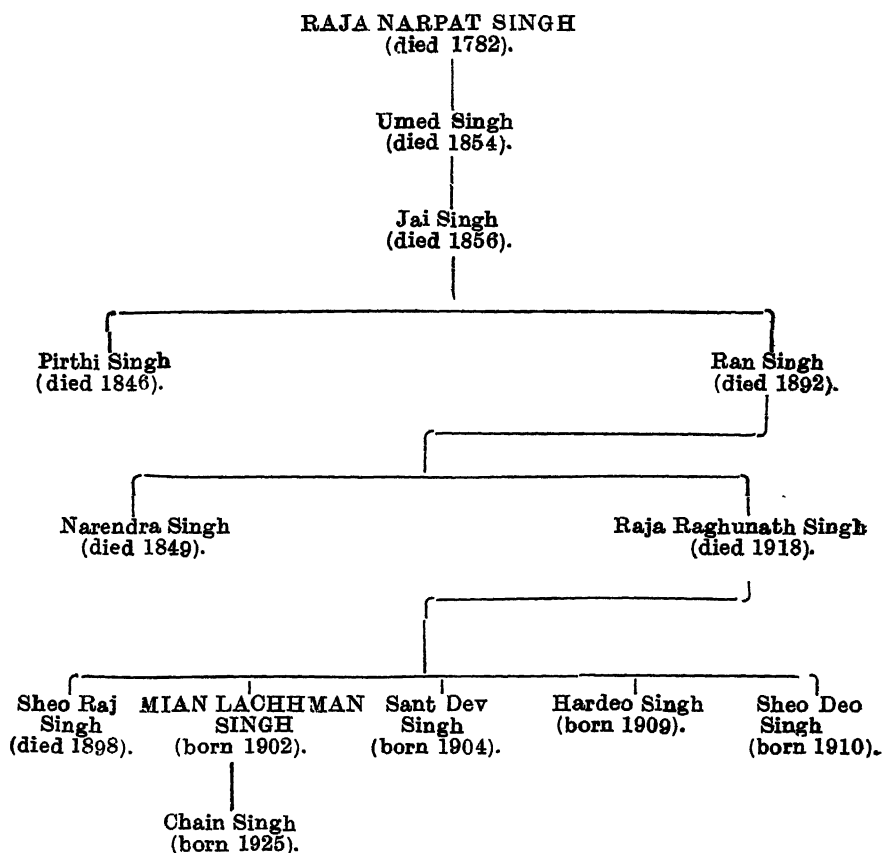 RAJA NARPAT SINGH
(died 1782).
Umed Singh
(died 1854).
Jai Singh
(died 1856).
Pirthi Singh
(died 1846).
Ran Singh
(died 1892).
Narendra Singh
(died 1849).
Raja Raghunath Singh
(died 1918).
Sheo Raj
Singh
(died 1898).
MIAN LACHHMAN
SINGH
(born 1902).
Sant Dev
Singh
(born 1904).
Hardeo Singh
(born 1909).
Sheo Deo
Singh
(born 1910).
Chain Singh
(born 1925).